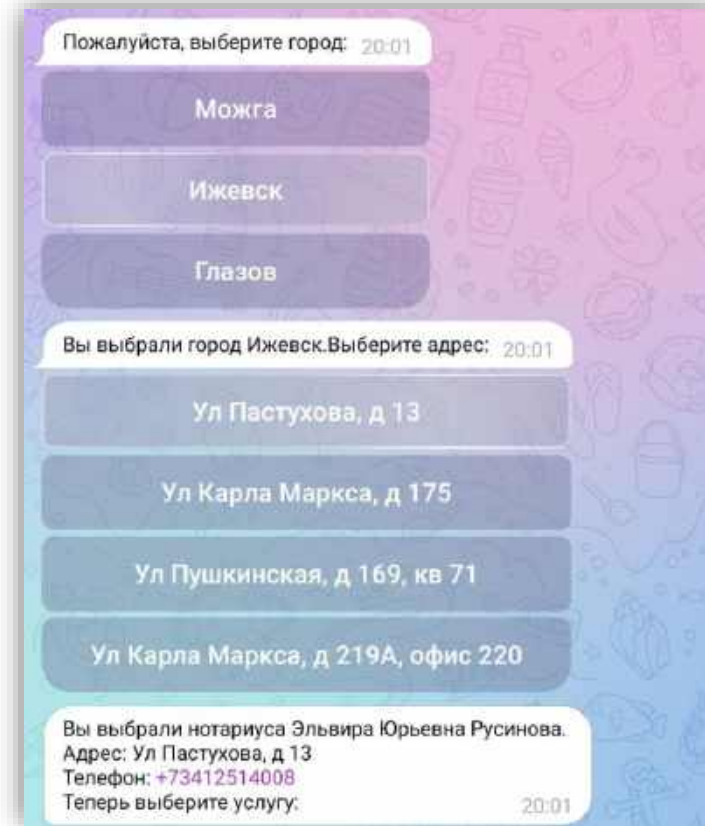 Пожалуйста, выберите город: 20:01
Можга
Ижевск
Глазов
Вы выбрали город Ижевск.Выберите адрес: 20:01
Ул Пастухова, д 13
Ул Карла Маркса, д 175
Ул Пушкинская, д 169, кв 71
Ул Карла Маркса, д 219А, офис 220
Вы выбрали нотариуса Эльвира Юрьевна Русинова.
Адрес: Ул Пастухова, д 13
Телефон: +73412514008
Теперь выберите услугу: 20:01